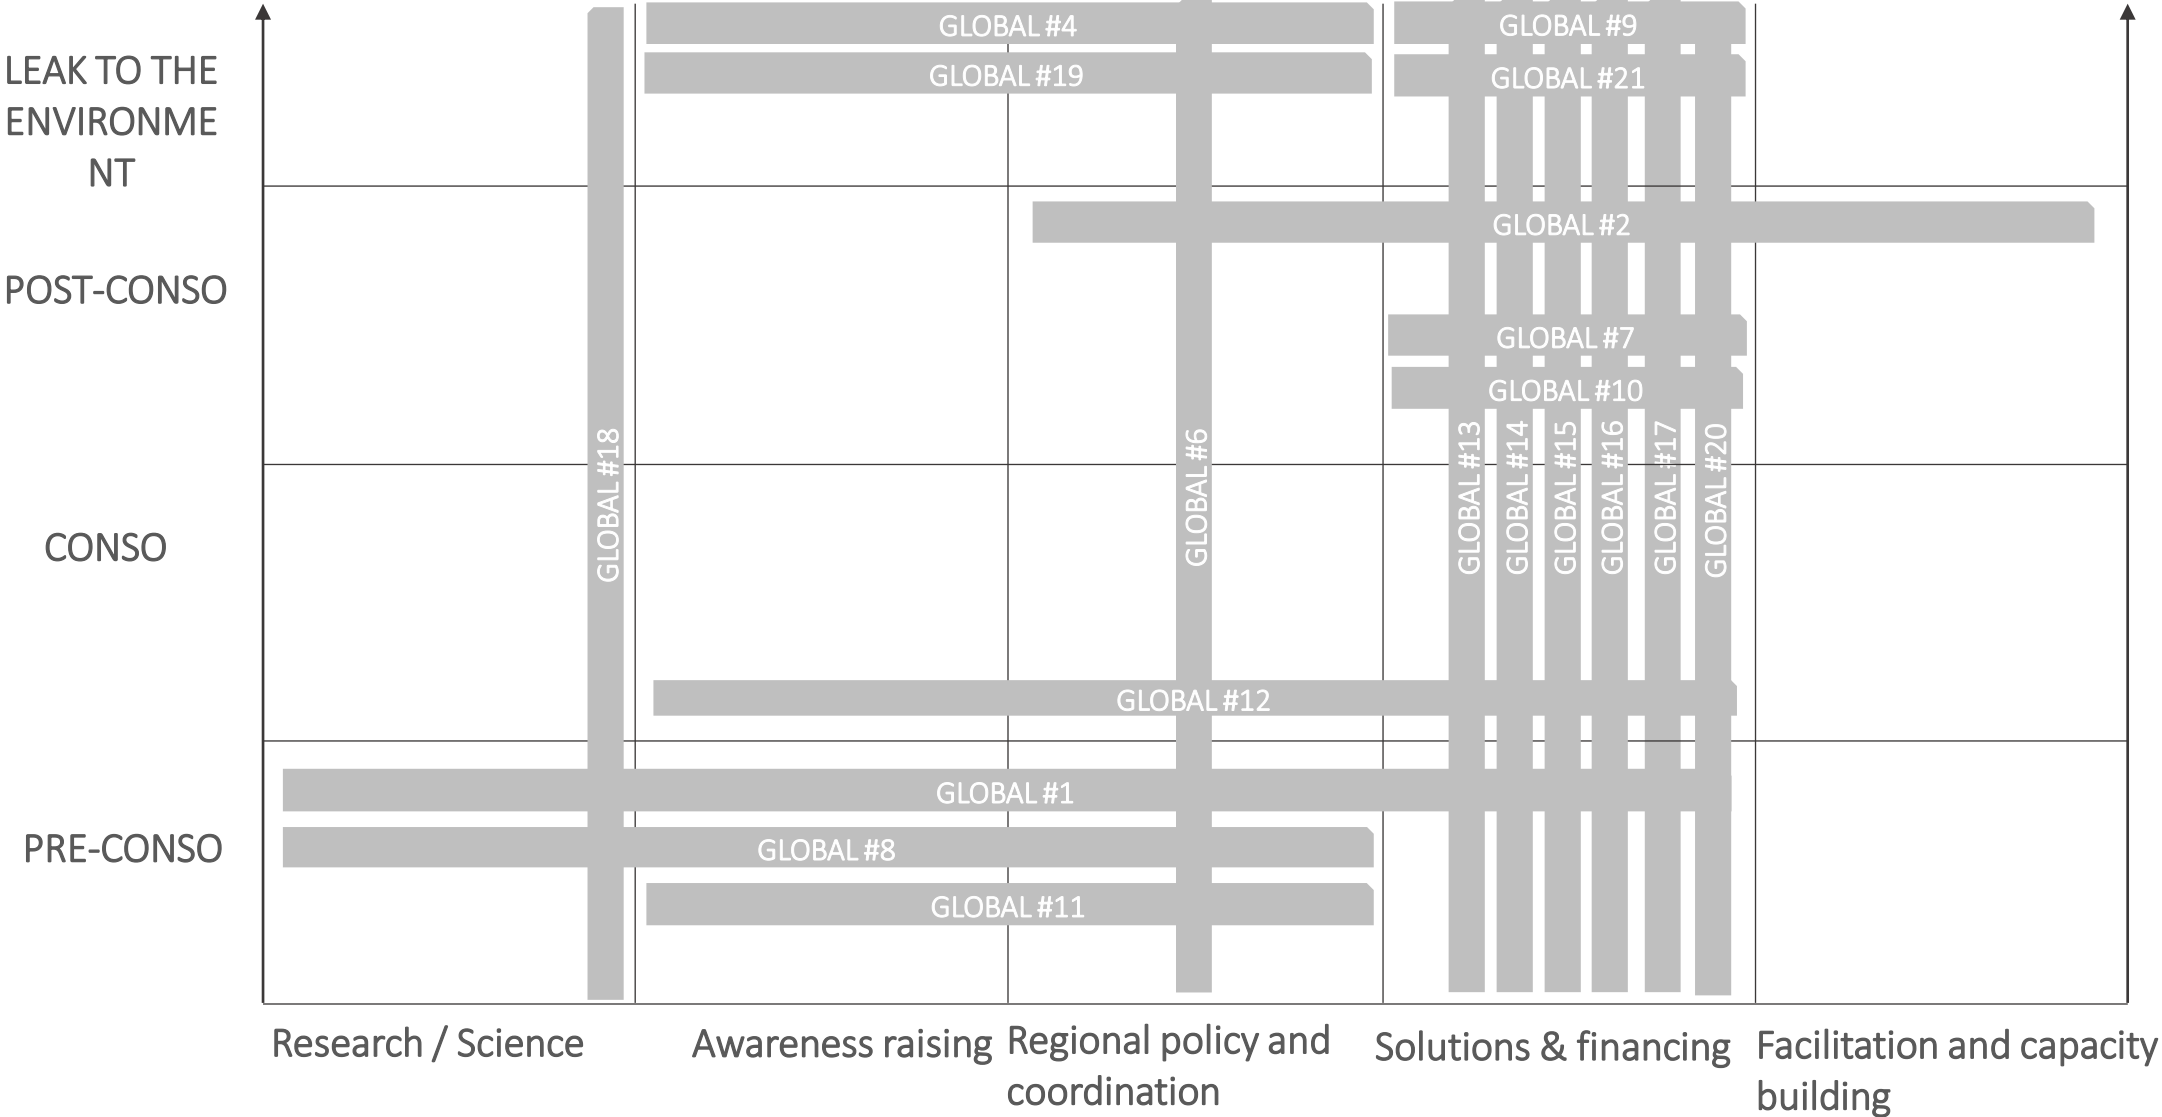 GLOBAL #4
GLOBAL #9
LEAK TO THE
ENVIRONME
NT
GLOBAL #19
GLOBAL #21
GLOBAL #2
POST-CONSO
GLOBAL #7
GLOBAL #10
GLOBAL #18
GLOBAL #6
GLOBAL #13
GLOBAL #14
GLOBAL #15
GLOBAL #16
GLOBAL #17
GLOBAL #20
CONSO
GLOBAL #12
GLOBAL #1
PRE-CONSO
GLOBAL #8
GLOBAL #11
Research / Science
Awareness raising
Regional policy and
coordination
Solutions & financing
Facilitation and capacity
building